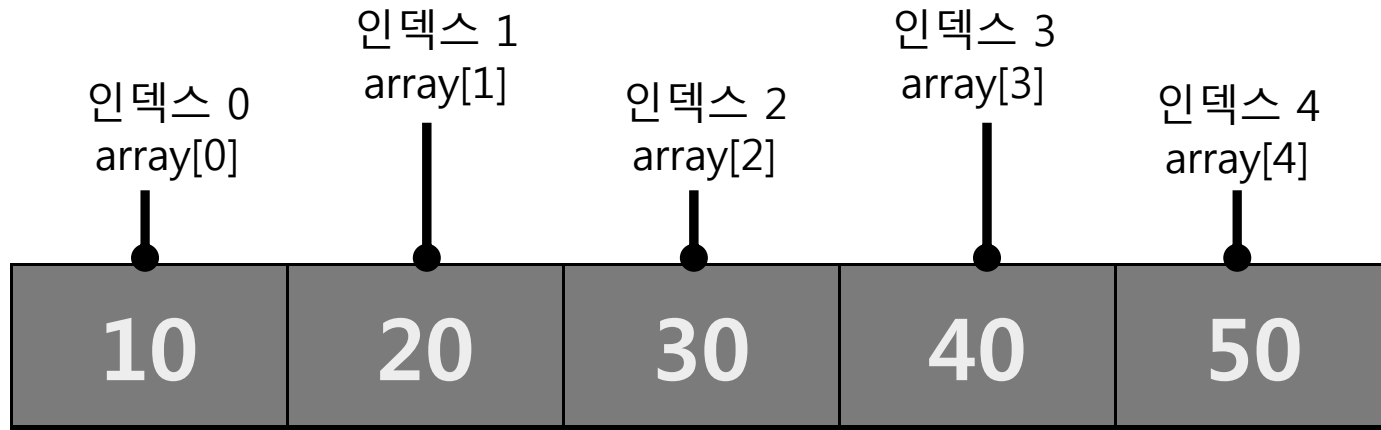 인덱스 0
array[0]
인덱스 1
array[1]
인덱스 2
array[2]
인덱스 3
array[3]
인덱스 4
array[4]
10
20
30
40
50